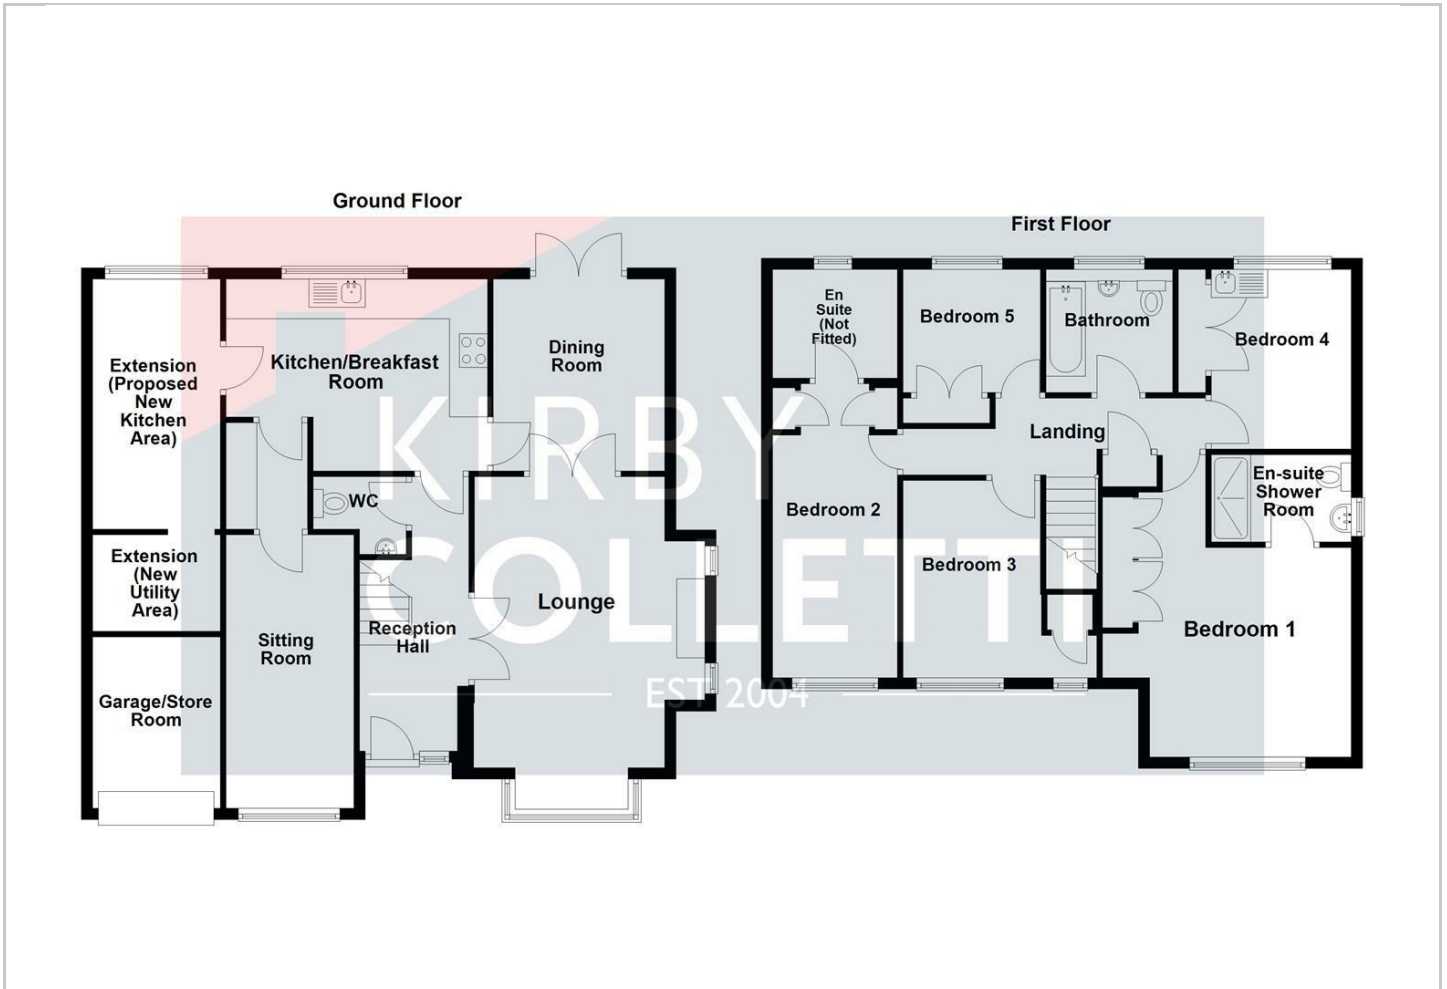 Ground Floor
Extension
(Proposed
New
Kitchen
Area)
Kitchen/Breakfast
Room
Dining
Room
WC
Extension
(New
Utility
Area)
Sitting
Room
Reception
Hall
Lounge
Garage/Store
Room
First Floor
En
Suite
(Not
Fitted)
Bedroom 5
Bathroom
Bedroom 4
Landing
Bedroom 2
En-suite
Shower
Room
Bedroom 3
Bedroom 1
KIRBY
COLLETTI
EST 2004